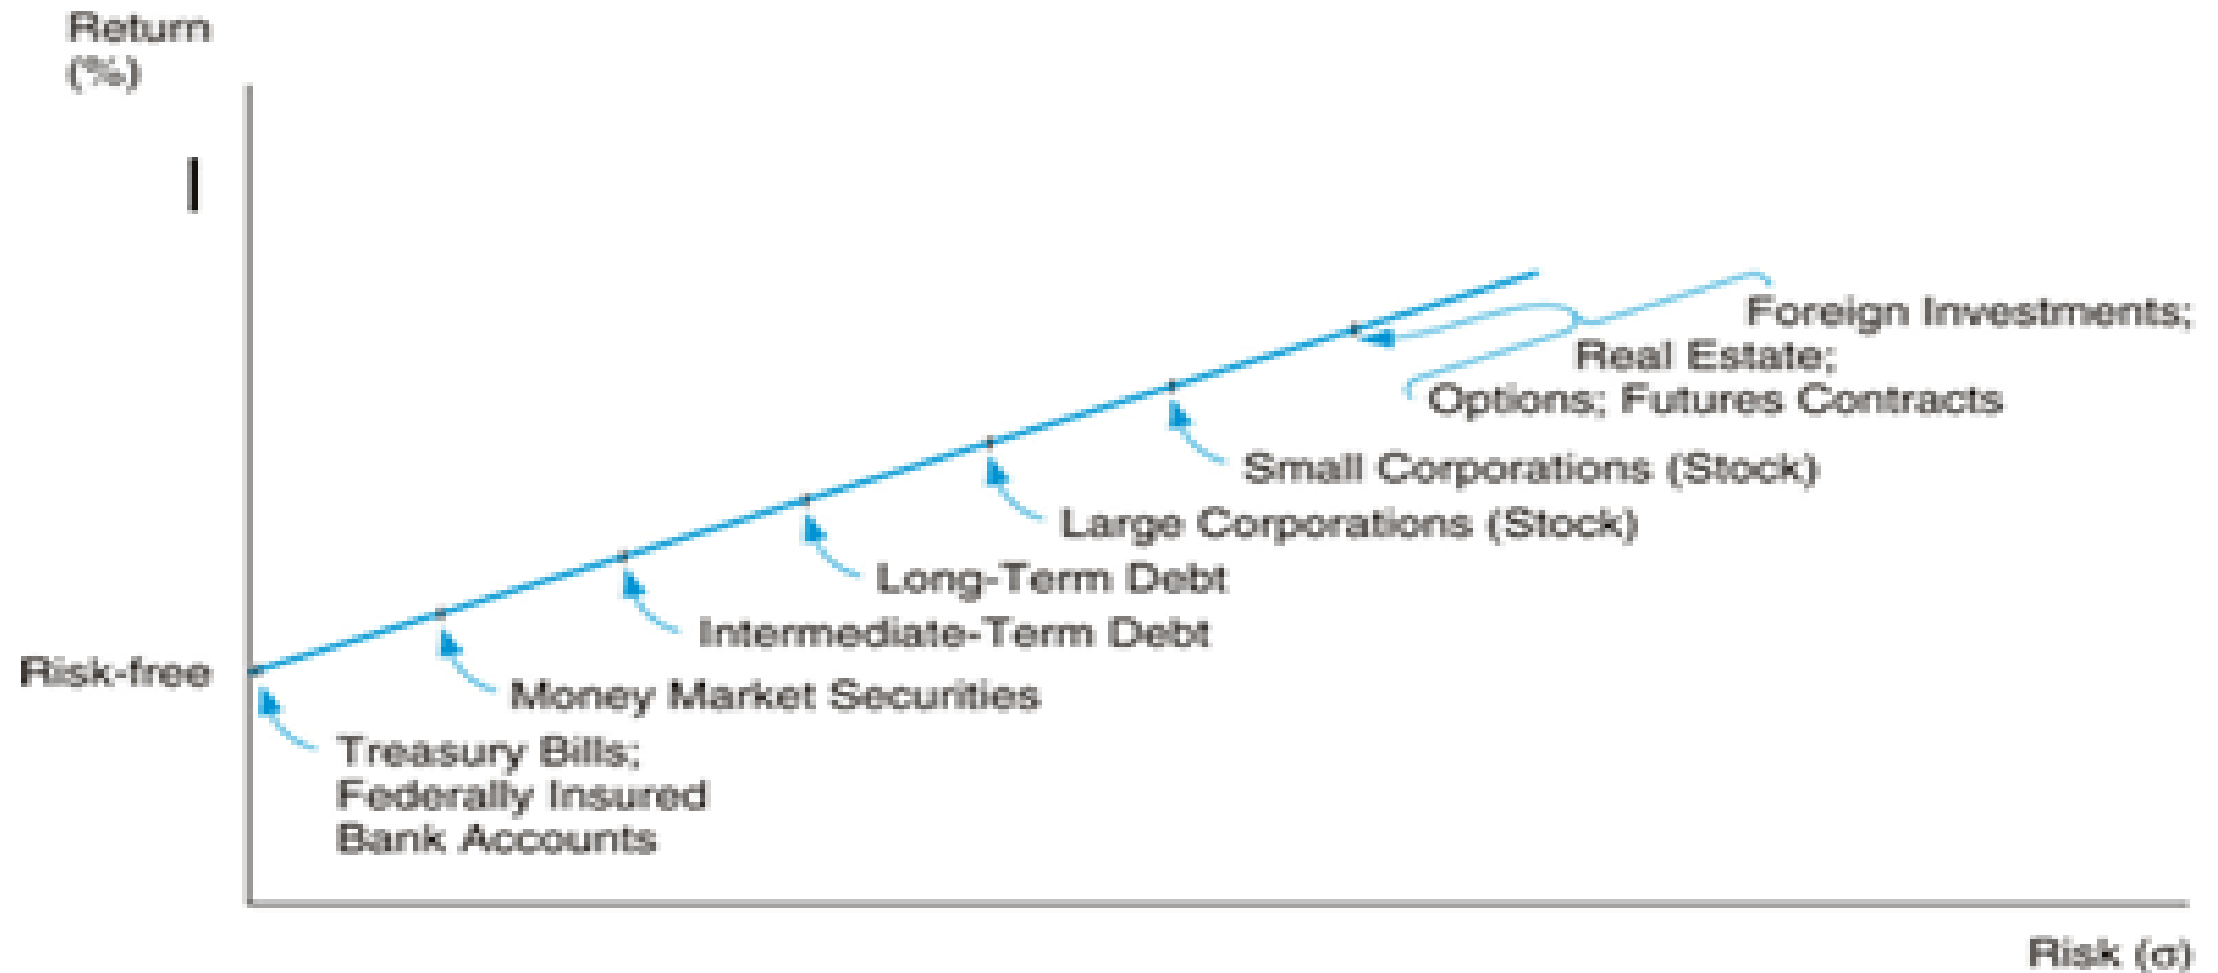 Return
(%)
Foreign Investments;
Real Estate;
Options; Futures Contracts
Small Corporations (Stock)
Large Corporations (Stock)
Long-Term Debt
Intermediate-Term Debt
Risk-free
Money Market Securities
Treasury Bills;
Federally Insured
Bank Accounts
Risk (σ)